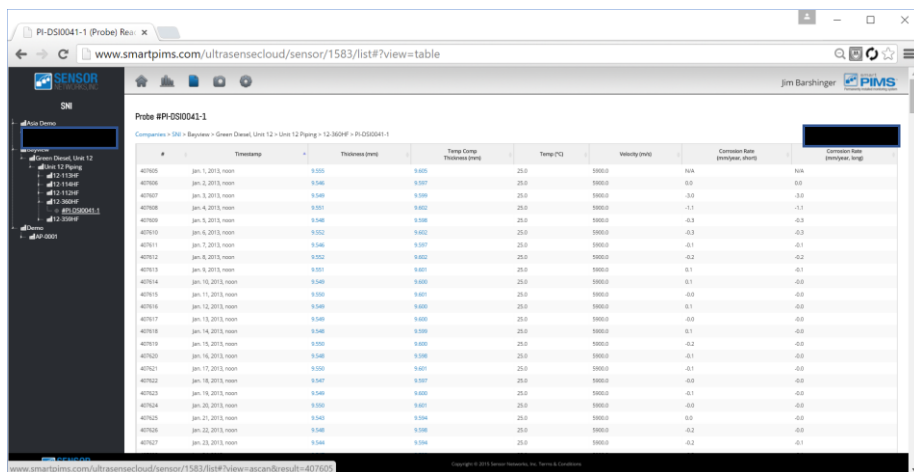 PI-DSI0041-1 (Probe) Rea
www.smartpims.com/ultrasensecloud/sensor/1583/list#?view=table
SENSOR
NETWORKS, INC.
Jim Barshinger
smart
PIMS
SNI
Asia Demo
Bayview
Green Diesel, Unit 12
Unit 12 Piping
12-113HF
12-114HF
12-112HF
12-360HF
#PI-DSI0041-1
12-350HF
Demo
AP-0001
Probe #PI-DSI0041-1
Companies > SNI > Bayview > Green Diesel, Unit 12 > Unit 12 Piping > 12-360HF > PI-DSI0041-1
# Timestamp Thickness (mm) Temp Comp Thickness (mm) Temp (°C) Velocity (m/s) Corrosion Rate (mm/year, short) Corrosion Rate (mm/year, long)
407605 Jan. 1, 2013, noon 9.555 9.605 25.0 5900.0 N/A N/A
407606 Jan. 2, 2013, noon 9.546 9.597 25.0 5900.0 0.0 0.0
407607 Jan. 3, 2013, noon 9.549 9.599 25.0 5900.0 -3.0 -3.0
407608 Jan. 4, 2013, noon 9.551 9.602 25.0 5900.0 -1.1 -1.1
407609 Jan. 5, 2013, noon 9.548 9.598 25.0 5900.0 -0.3 -0.3
407610 Jan. 6, 2013, noon 9.552 9.602 25.0 5900.0 -0.3 -0.3
407611 Jan. 7, 2013, noon 9.546 9.597 25.0 5900.0 -0.1 -0.1
407612 Jan. 8, 2013, noon 9.552 9.602 25.0 5900.0 -0.2 -0.2
407613 Jan. 9, 2013, noon 9.551 9.601 25.0 5900.0 0.1 -0.1
407614 Jan. 10, 2013, noon 9.549 9.600 25.0 5900.0 0.1 -0.0
407615 Jan. 11, 2013, noon 9.550 9.601 25.0 5900.0 -0.0 -0.0
407616 Jan. 12, 2013, noon 9.549 9.600 25.0 5900.0 0.1 -0.0
407617 Jan. 13, 2013, noon 9.549 9.600 25.0 5900.0 -0.0 -0.0
407618 Jan. 14, 2013, noon 9.548 9.599 25.0 5900.0 0.1 -0.0
407619 Jan. 15, 2013, noon 9.550 9.600 25.0 5900.0 -0.2 -0.0
407620 Jan. 16, 2013, noon 9.548 9.598 25.0 5900.0 -0.1 -0.0
407621 Jan. 17, 2013, noon 9.550 9.601 25.0 5900.0 -0.1 -0.0
407622 Jan. 18, 2013, noon 9.547 9.597 25.0 5900.0 -0.0 -0.0
407623 Jan. 19, 2013, noon 9.549 9.600 25.0 5900.0 -0.1 -0.0
407624 Jan. 20, 2013, noon 9.550 9.601 25.0 5900.0 -0.0 -0.0
407625 Jan. 21, 2013, noon 9.543 9.594 25.0 5900.0 0.0 -0.0
407626 Jan. 22, 2013, noon 9.548 9.598 25.0 5900.0 -0.2 -0.0
407627 Jan. 23, 2013, noon 9.544 9.594 25.0 5900.0 -0.2 -0.1
SENSOR
Copyright © 2015 Sensor Networks, Inc. Terms & Conditions
www.smartpims.com/ultrasensecloud/sensor/1583/list#?view=ascan&result=407605